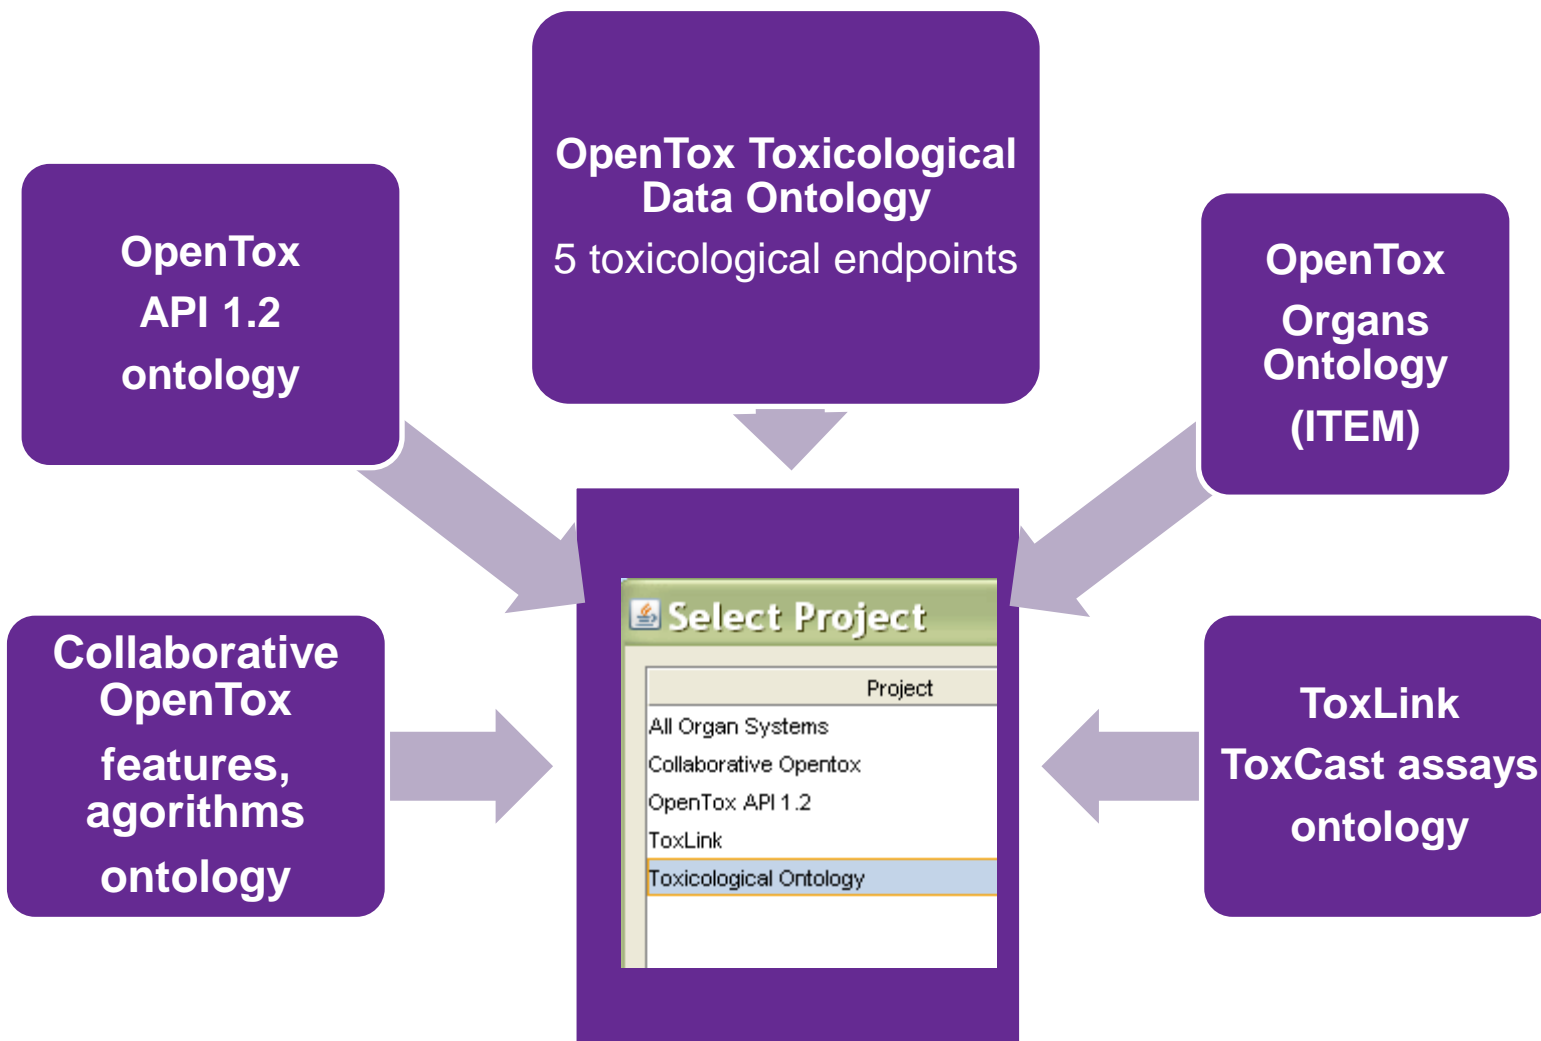 OpenTox Toxicological
Data Ontology
5 toxicological endpoints
OpenTox
API 1.2
ontology
OpenTox
Organs
Ontology
(ITEM)
Collaborative
OpenTox
features,
agorithms
ontology
Select Project
Project
All Organ Systems
Collaborative Opentox
OpenTox API 1.2
ToxLink
Toxicological Ontology
ToxLink
ToxCast assays
ontology